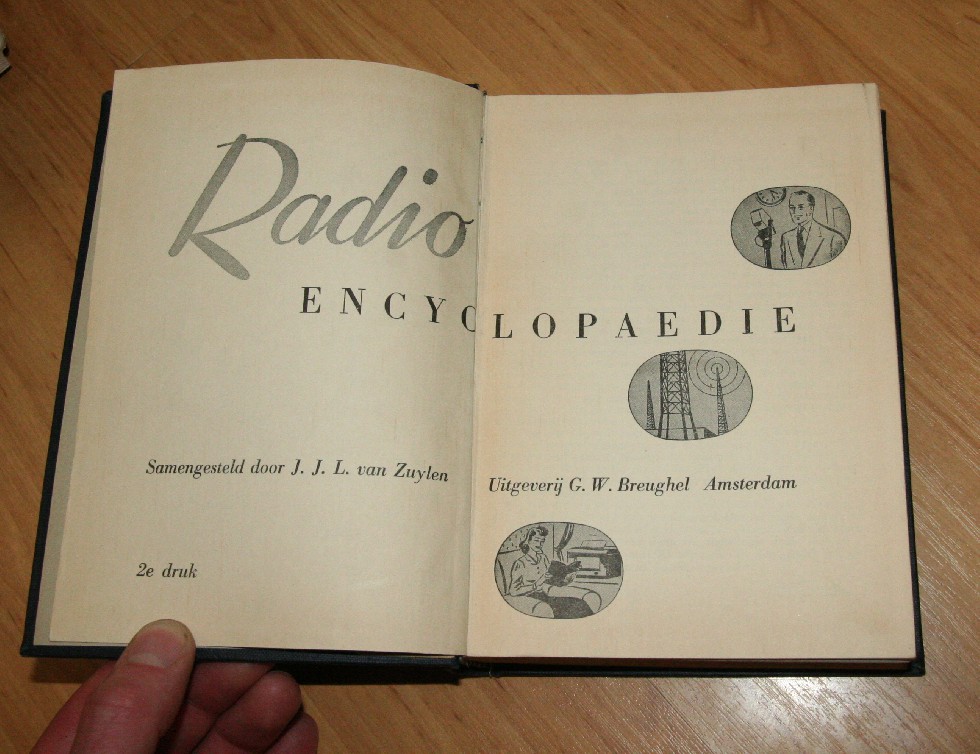 Radio
ENCYCLOPAEDIE
Samengesteld door J. J. L. van Zuylen
Uitgeverij G. W. Breughel Amsterdam
2e druk